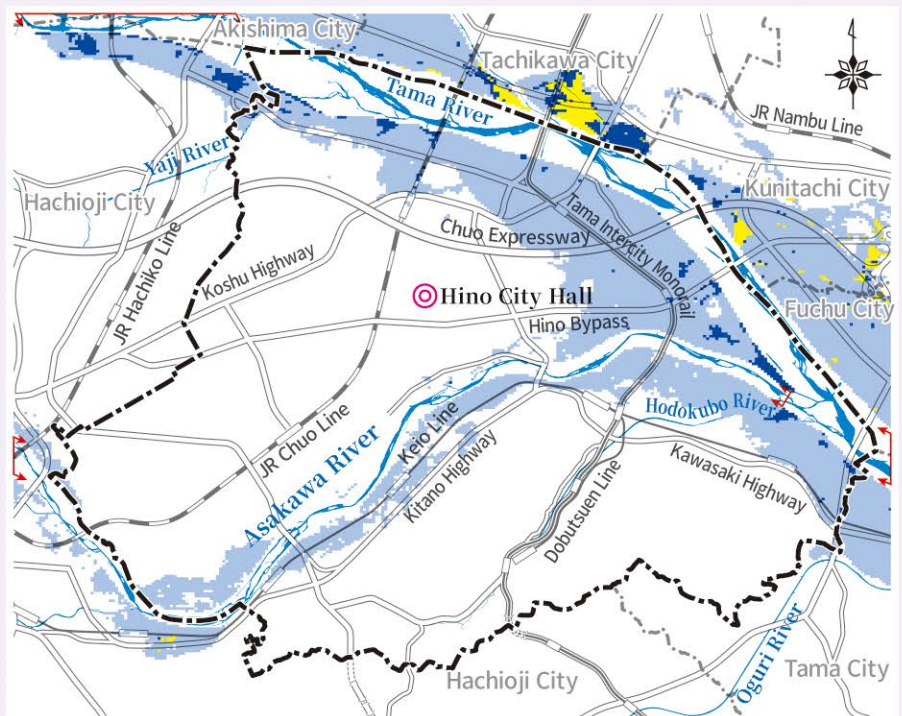 Akishima City
Tachikawa City
Tama River
JR Nambu Line
Yaji River
Kunitachi City
Hachioji City
Tama Intercity Monorail
Chuo Expressway
JR Hachiko Line
Koshu Highway
Hino City Hall
Fuchu City
Hino Bypass
Hodokubo River
JR Chuo Line
Keio Line
Asakawa River
Kitano Highway
Kawasaki Highway
Dobutsuen Line
Oguri River
Tama City
Hachioji City